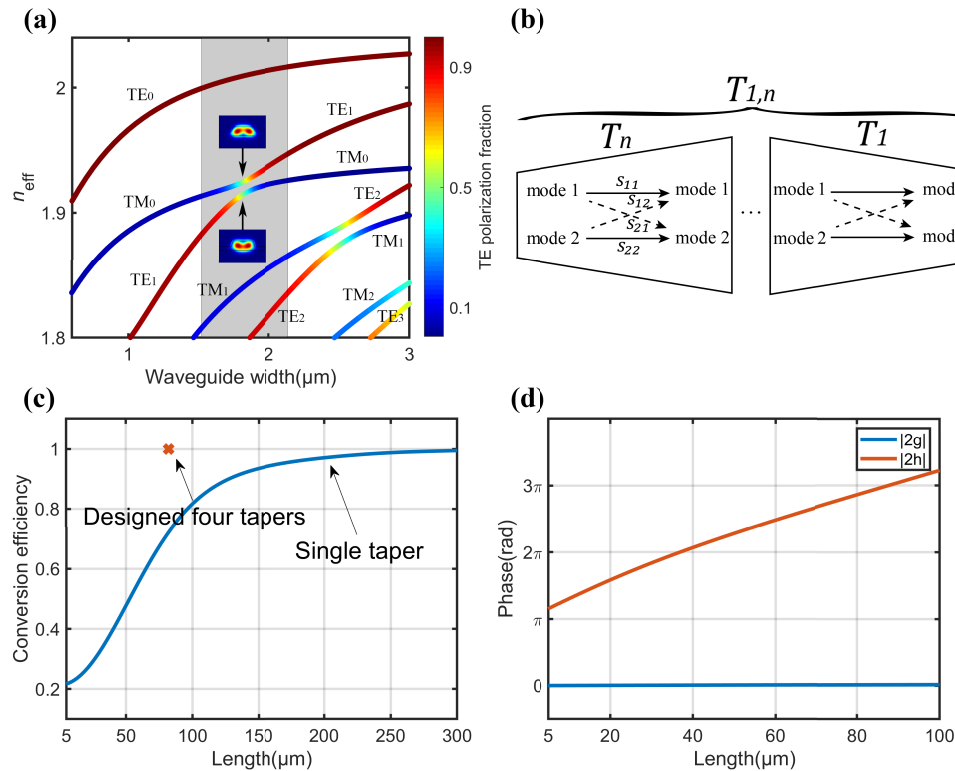 (a)
n_eff
2
1.9
1.8
1
2
3
Waveguide width(μm)
TE₀
TE₁
TM₀
TM₀
TE₂
TM₁
TE₁
TM₁
TE₂
TM₂
TE₃
0.9
0.5
0.1
TE polarization fraction
(b)
T1,n
Tn
T1
mode 1
S11
mode 1
S12
S21
mode 2
S22
mode 2
...
mode 1
mod
mode 2
mod
(c)
Conversion efficiency
1
0.8
0.6
0.4
0.2
Designed four tapers
Single taper
5
50
100
150
200
250
300
Length(μm)
(d)
|2g|
|2h|
Phase(rad)
3π
2π
π
0
5
20
40
60
80
100
Length(μm)